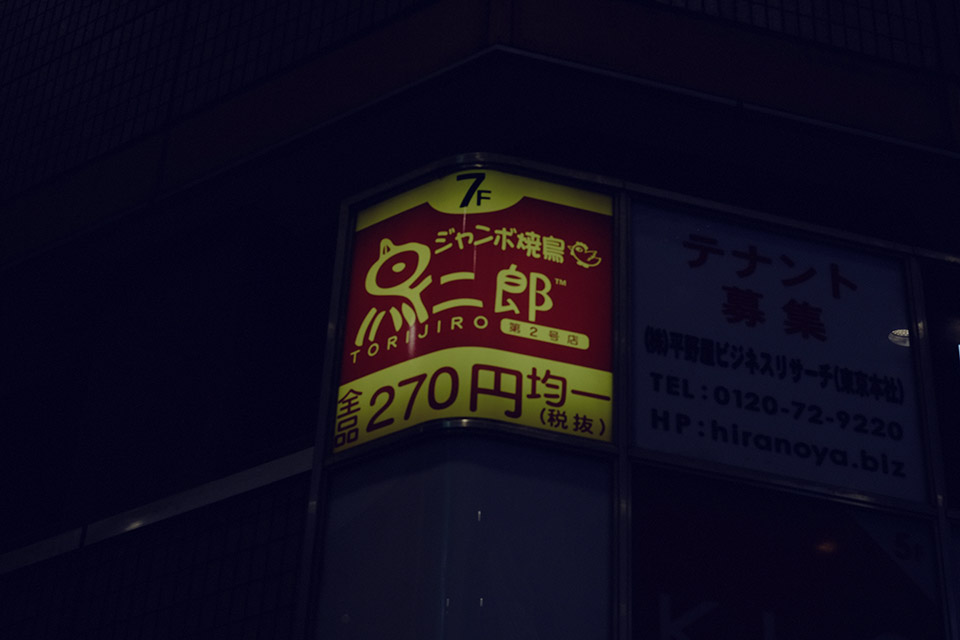 7F
ジャンボ焼鳥
鳥二郎™
TORIJIRO
第2号店
全品270円均一
(税抜)
テナント
募集
(株)平野屋ビジネスリサーチ(東京本社)
TEL:0120-72-9220
HP:hiranoya.biz